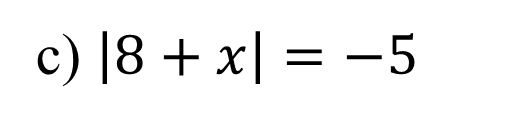 c) |8 + x| = −5